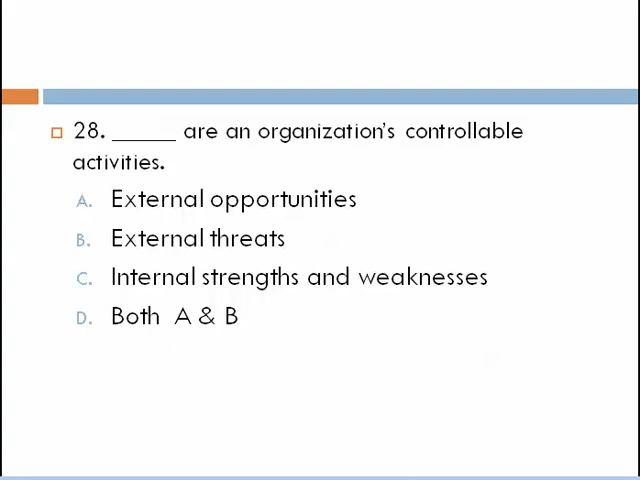 28. _____ are an organization's controllable
activities.
A. External opportunities
B. External threats
C. Internal strengths and weaknesses
D. Both A & B